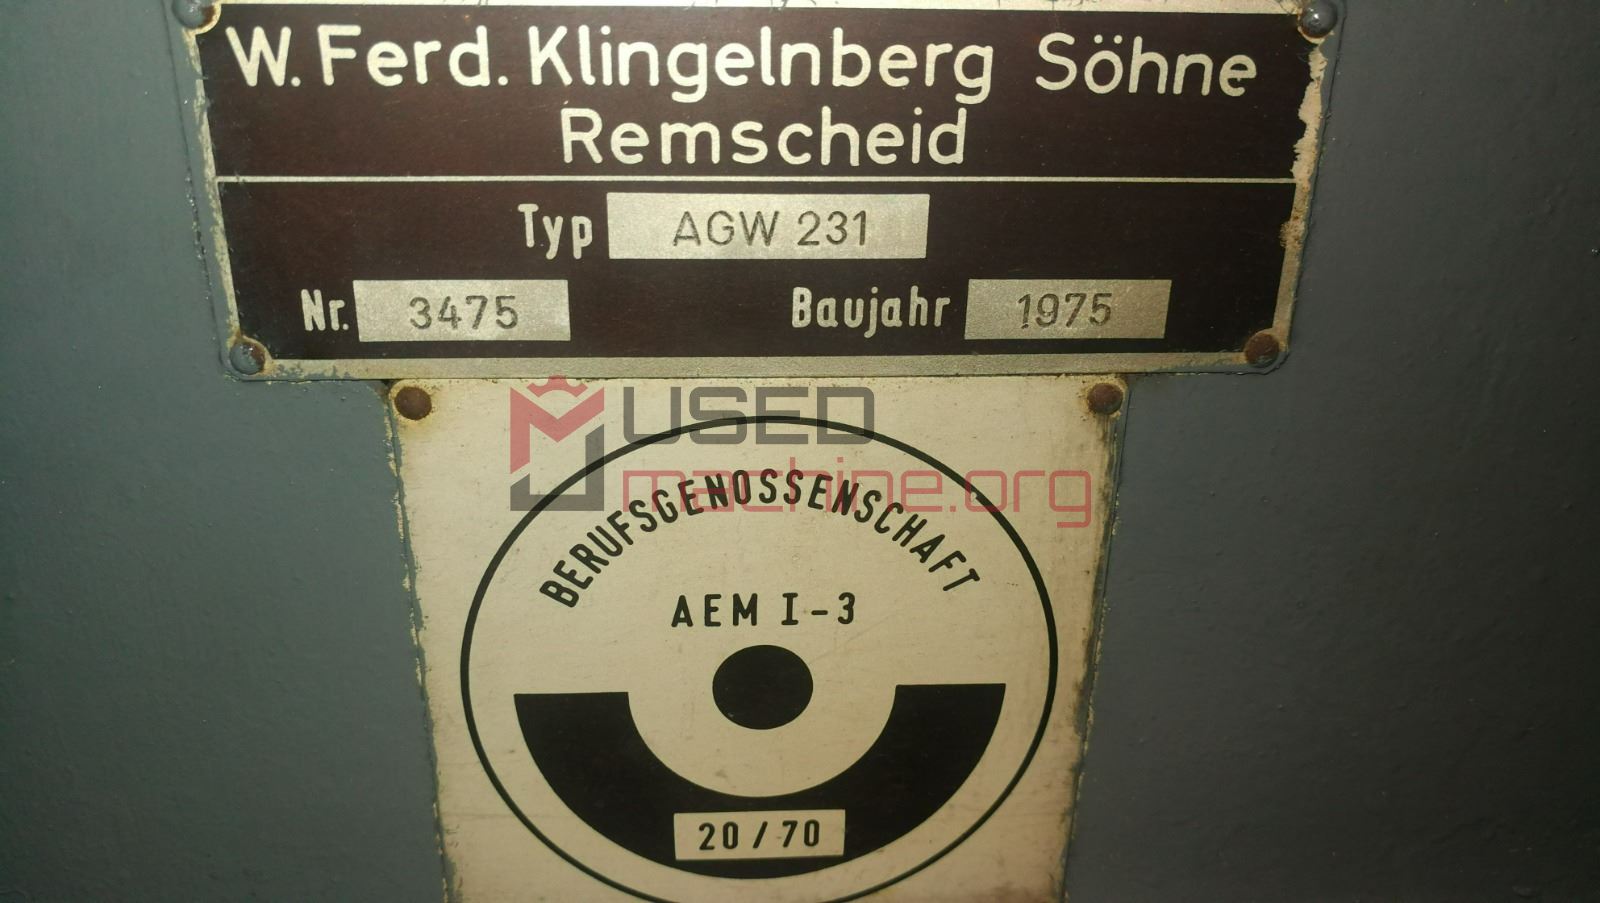 W. Ferd. Klingelnberg Söhne
Remscheid
Typ AGW 231
Nr. 3475 Baujahr 1975
USED
machine.org
BERUFSGENOSSENSCHAFT
AEM I-3
20/70